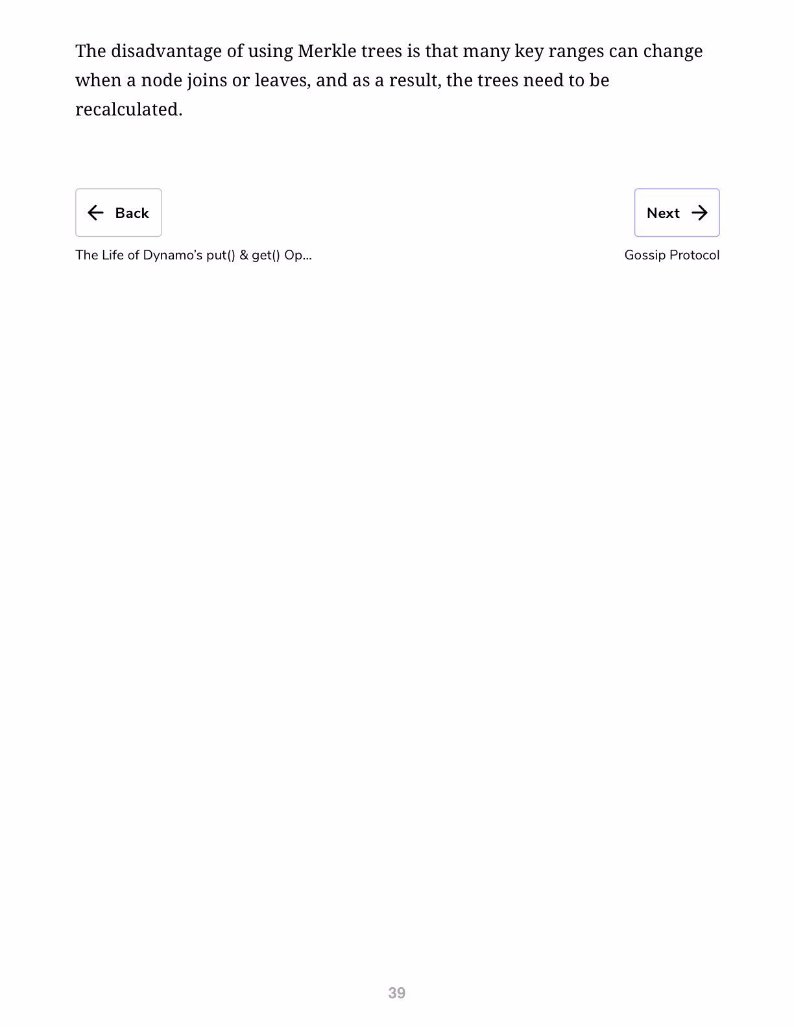 The disadvantage of using Merkle trees is that many key ranges can change
when a node joins or leaves, and as a result, the trees need to be
recalculated.
← Back
Next →
The Life of Dynamo’s put() & get() Op...
Gossip Protocol
39